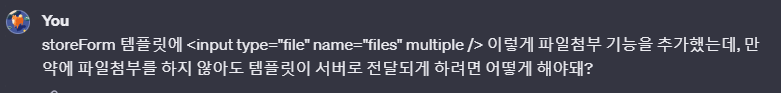 You
storeForm 템플릿에 <input type="file" name="files" multiple /> 이렇게 파일첨부 기능을 추가했는데, 만
약에 파일첨부를 하지 않아도 템플릿이 서버로 전달되게 하려면 어떻게 해야돼?